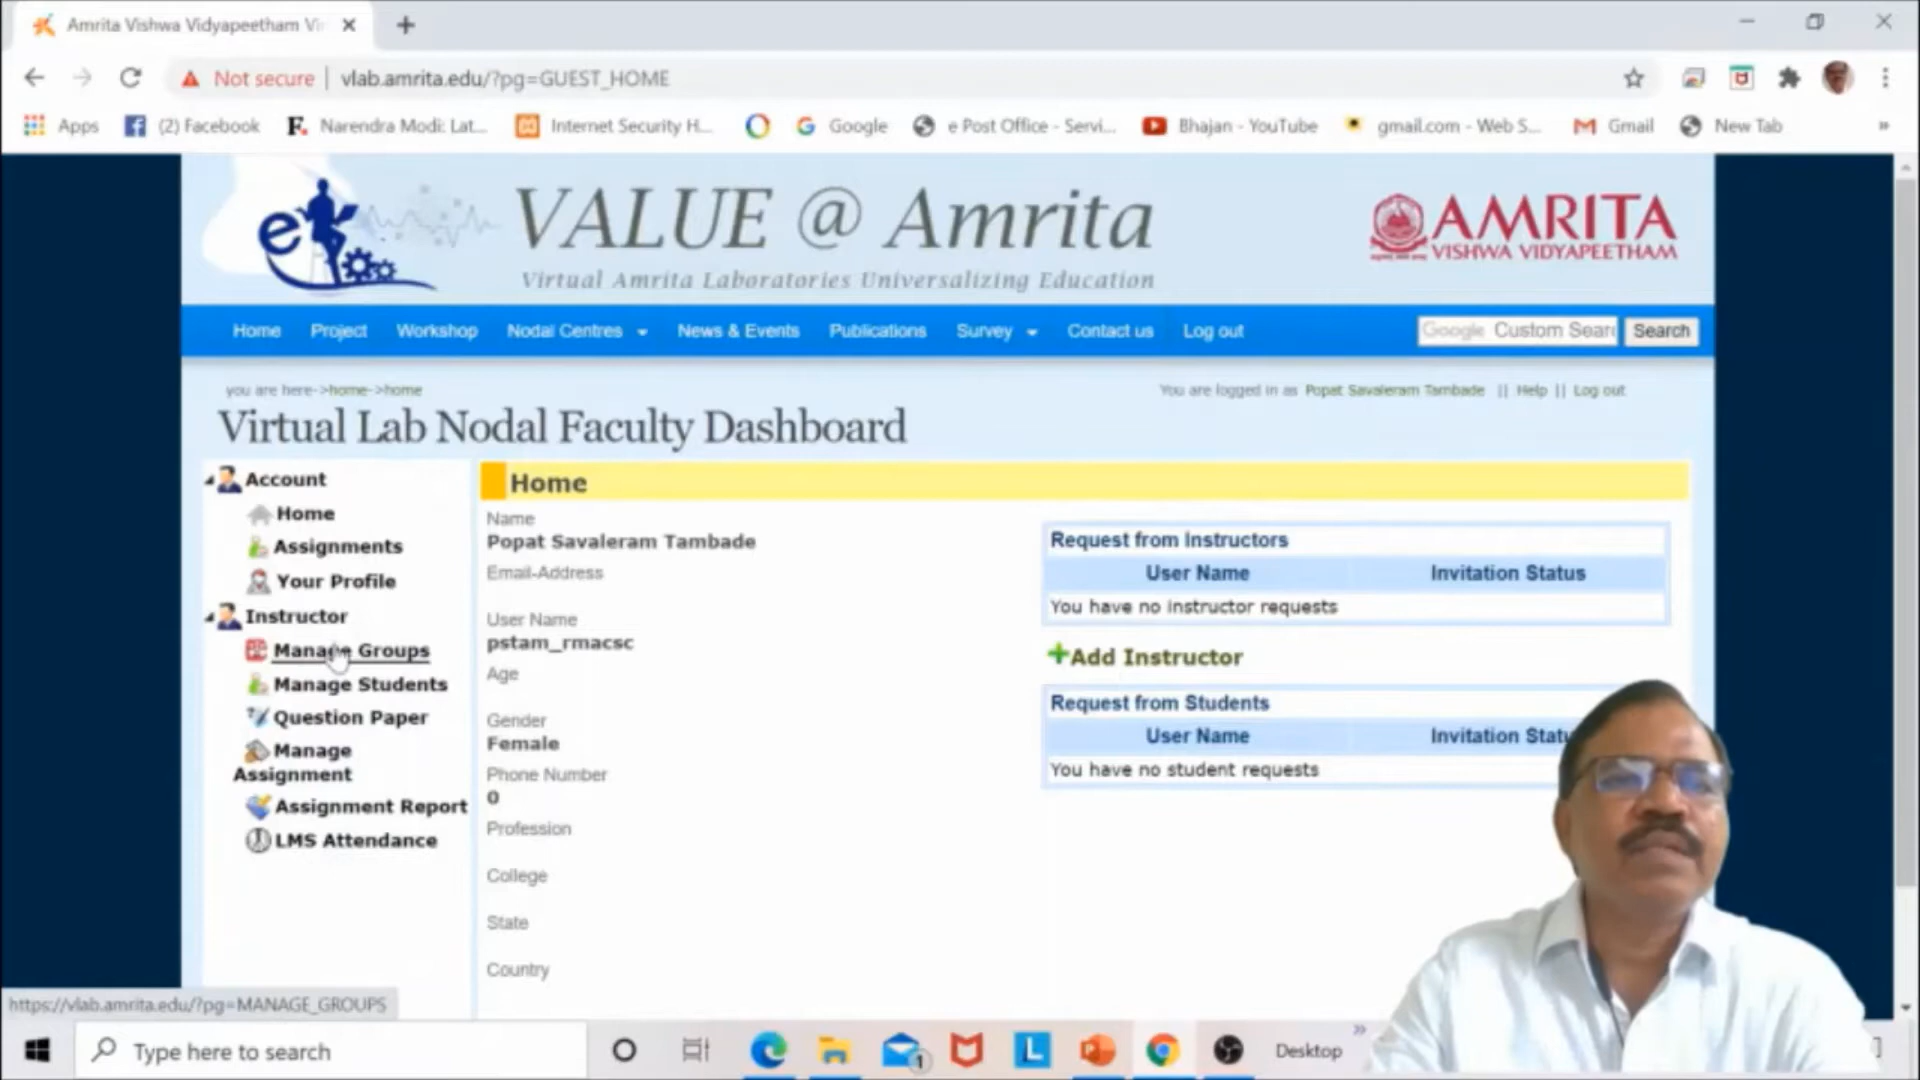 Amrita Vishwa Vidyapeetham Vir
Not secure | vlab.amrita.edu/?pg=GUEST_HOME
Apps (2) Facebook F. Narendra Modi: Lat... Internet Security H... Google e Post Office - Servi... Bhajan - YouTube gmail.com - Web S... Gmail New Tab »
e VALUE @ Amrita
Virtual Amrita Laboratories Universalizing Education
AMRITA
VISHWA VIDYAPEETHAM
Home Project Workshop Nodal Centres News & Events Publications Survey Contact us Log out Google Custom Sear Search
you are here->home->home You are logged in as Popat Savaleram Tambade || Help || Log out
Virtual Lab Nodal Faculty Dashboard
Account
Home
Assignments
Your Profile
Instructor
Manage Groups
Manage Students
Question Paper
Manage
Assignment
Assignment Report
LMS Attendance
Home
Name
Popat Savaleram Tambade
Email-Address
User Name
pstam_rmacsc
Age
Gender
Female
Phone Number
0
Profession
College
State
Country
Request from Instructors
User Name Invitation Status
You have no instructor requests
Add Instructor
Request from Students
User Name Invitation Statu
You have no student requests
https://vlab.amrita.edu/?pg=MANAGE_GROUPS
Type here to search 1 L Desktop »